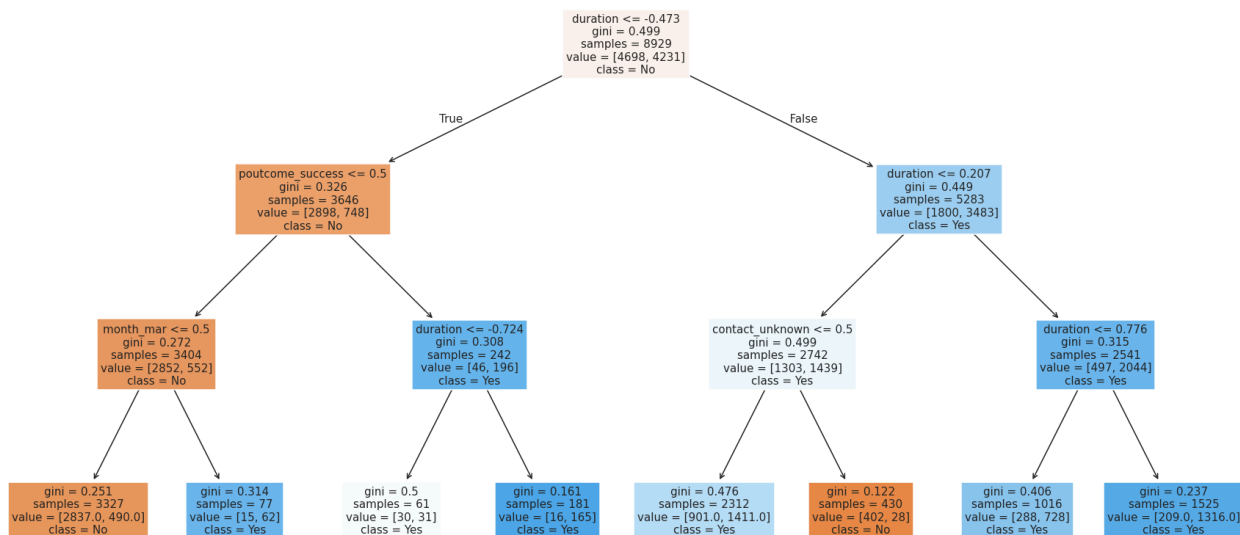 duration <= -0.473
gini = 0.499
samples = 8929
value = [4698, 4231]
class = No
True
False
poutcome_success <= 0.5
gini = 0.326
samples = 3646
value = [2898, 748]
class = No
duration <= 0.207
gini = 0.449
samples = 5283
value = [1800, 3483]
class = Yes
month_mar <= 0.5
gini = 0.272
samples = 3404
value = [2852, 552]
class = No
duration <= -0.724
gini = 0.308
samples = 242
value = [46, 196]
class = Yes
contact_unknown <= 0.5
gini = 0.499
samples = 2742
value = [1303, 1439]
class = Yes
duration <= 0.776
gini = 0.315
samples = 2541
value = [497, 2044]
class = Yes
gini = 0.251
samples = 3327
value = [2837.0, 490.0]
class = No
gini = 0.314
samples = 77
value = [15, 62]
class = Yes
gini = 0.5
samples = 61
value = [30, 31]
class = Yes
gini = 0.161
samples = 181
value = [16, 165]
class = Yes
gini = 0.476
samples = 2312
value = [901.0, 1411.0]
class = Yes
gini = 0.122
samples = 430
value = [402, 28]
class = No
gini = 0.406
samples = 1016
value = [288, 728]
class = Yes
gini = 0.237
samples = 1525
value = [209.0, 1316.0]
class = Yes